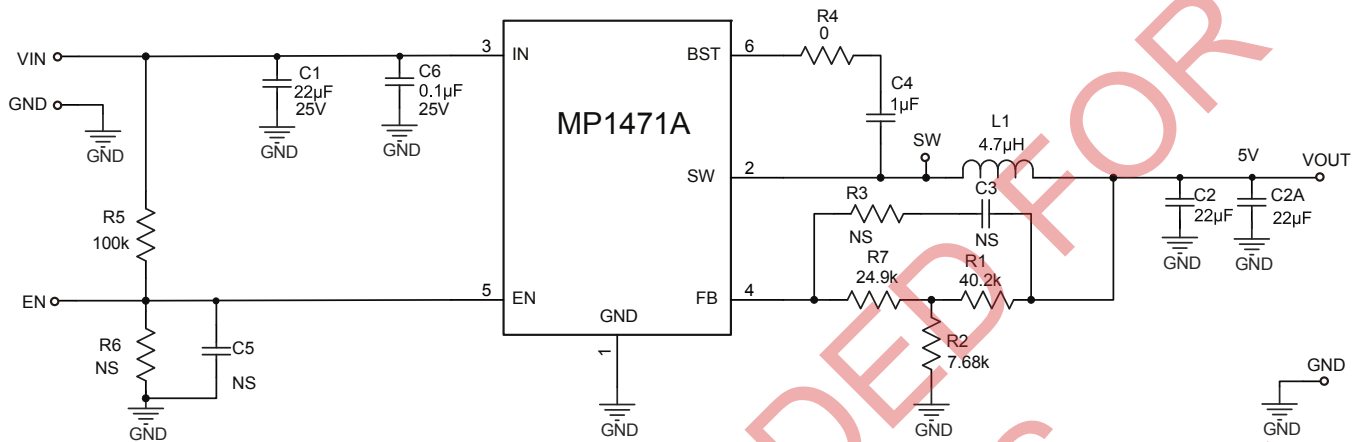 VIN
GND
GND
C1
22µF
25V
GND
C6
0.1µF
25V
GND
3
IN
MP1471A
BST
6
R4
0
C4
1µF
SW
2
SW
L1
4.7µH
5V
VOUT
C2
22µF
GND
C2A
22µF
GND
R3
NS
C3
NS
R7
24.9k
R1
40.2k
FB
4
R2
7.68k
GND
R5
100k
EN
5
EN
R6
NS
C5
NS
GND
GND
1
GND
GND
GND
DED FOR